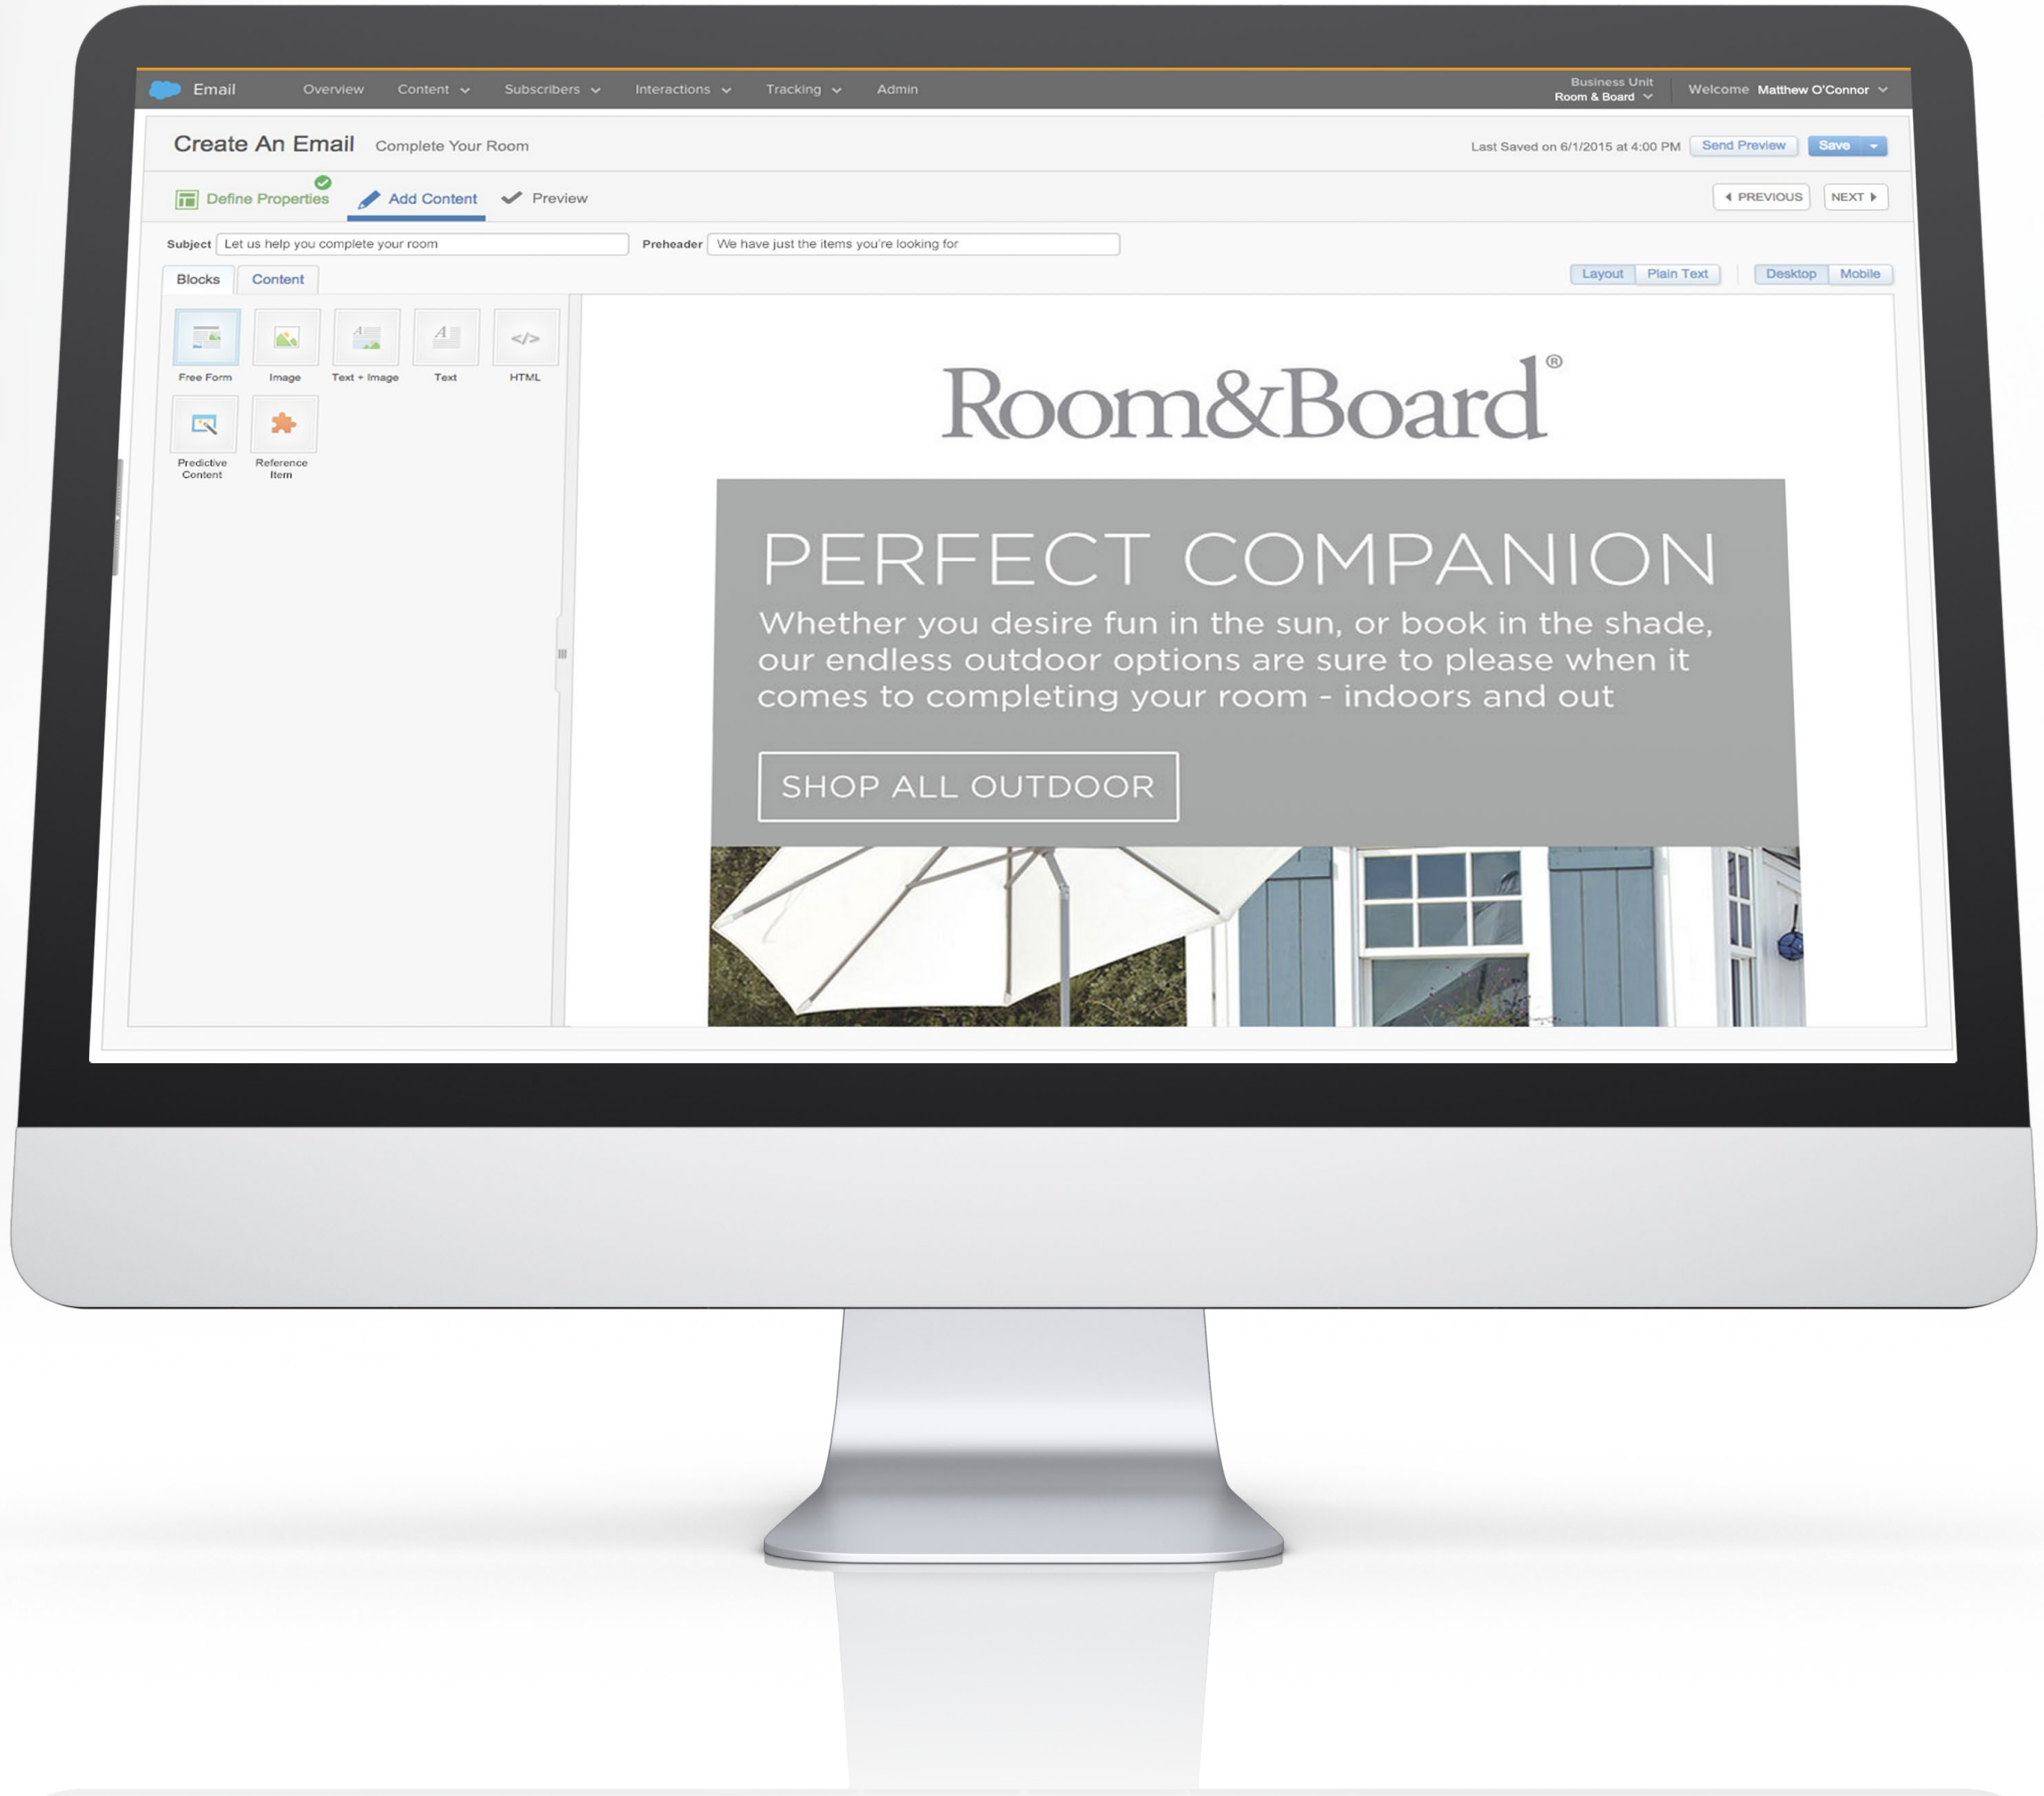 Email Overview Content Subscribers Interactions Tracking Admin
Business Unit
Room & Board
Welcome Matthew O'Connor
Create An Email Complete Your Room
Last Saved on 6/1/2015 at 4:00 PM Send Preview Save
Define Properties Add Content Preview
PREVIOUS NEXT
Subject Let us help you complete your room Preheader We have just the items you're looking for
Blocks Content
Layout Plain Text Desktop Mobile
</>
Free Form Image Text + Image Text HTML
Predictive
Content
Reference
Item
Room&Board®
PERFECT COMPANION
Whether you desire fun in the sun, or book in the shade,
our endless outdoor options are sure to please when it
comes to completing your room - indoors and out
SHOP ALL OUTDOOR